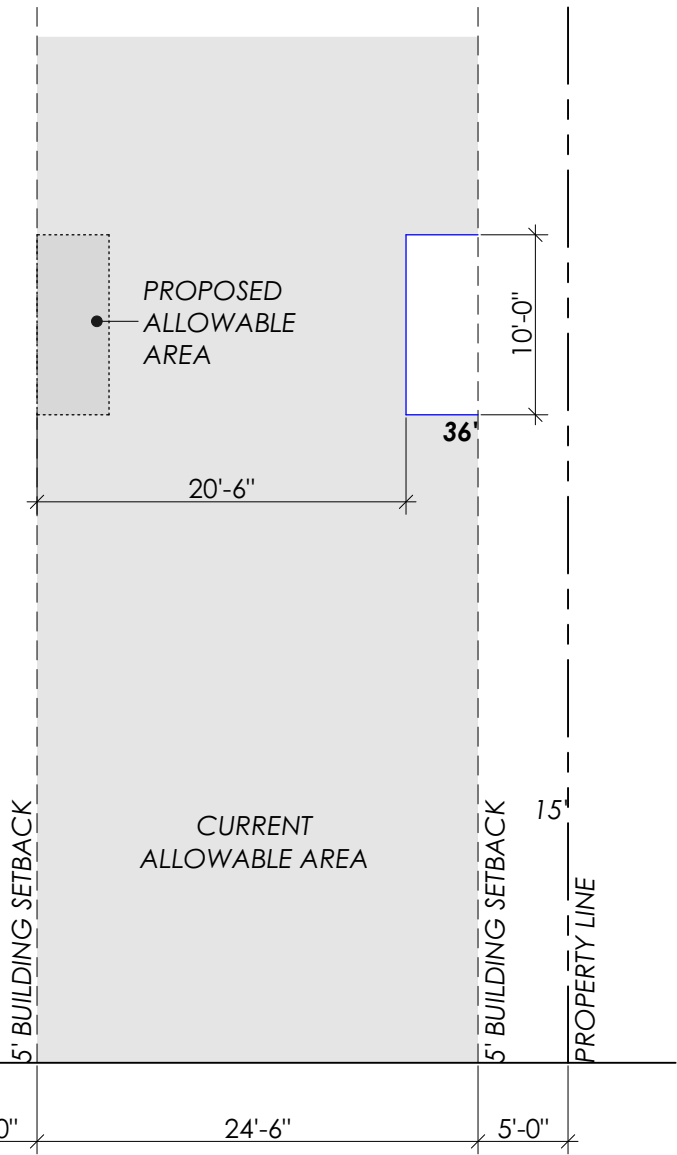 PROPOSED
ALLOWABLE
AREA
10'-0"
36'
20'-6"
CURRENT
ALLOWABLE AREA
5' BUILDING SETBACK
5' BUILDING SETBACK
15'
PROPERTY LINE
0"
24'-6"
5'-0"